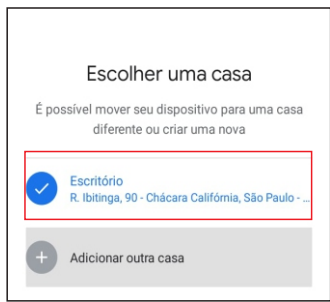 Escolher uma casa
É possível mover seu dispositivo para uma casa
diferente ou criar uma nova
Escritório
R. Ibitinga, 90 - Chácara Califórnia, São Paulo - ...
Adicionar outra casa